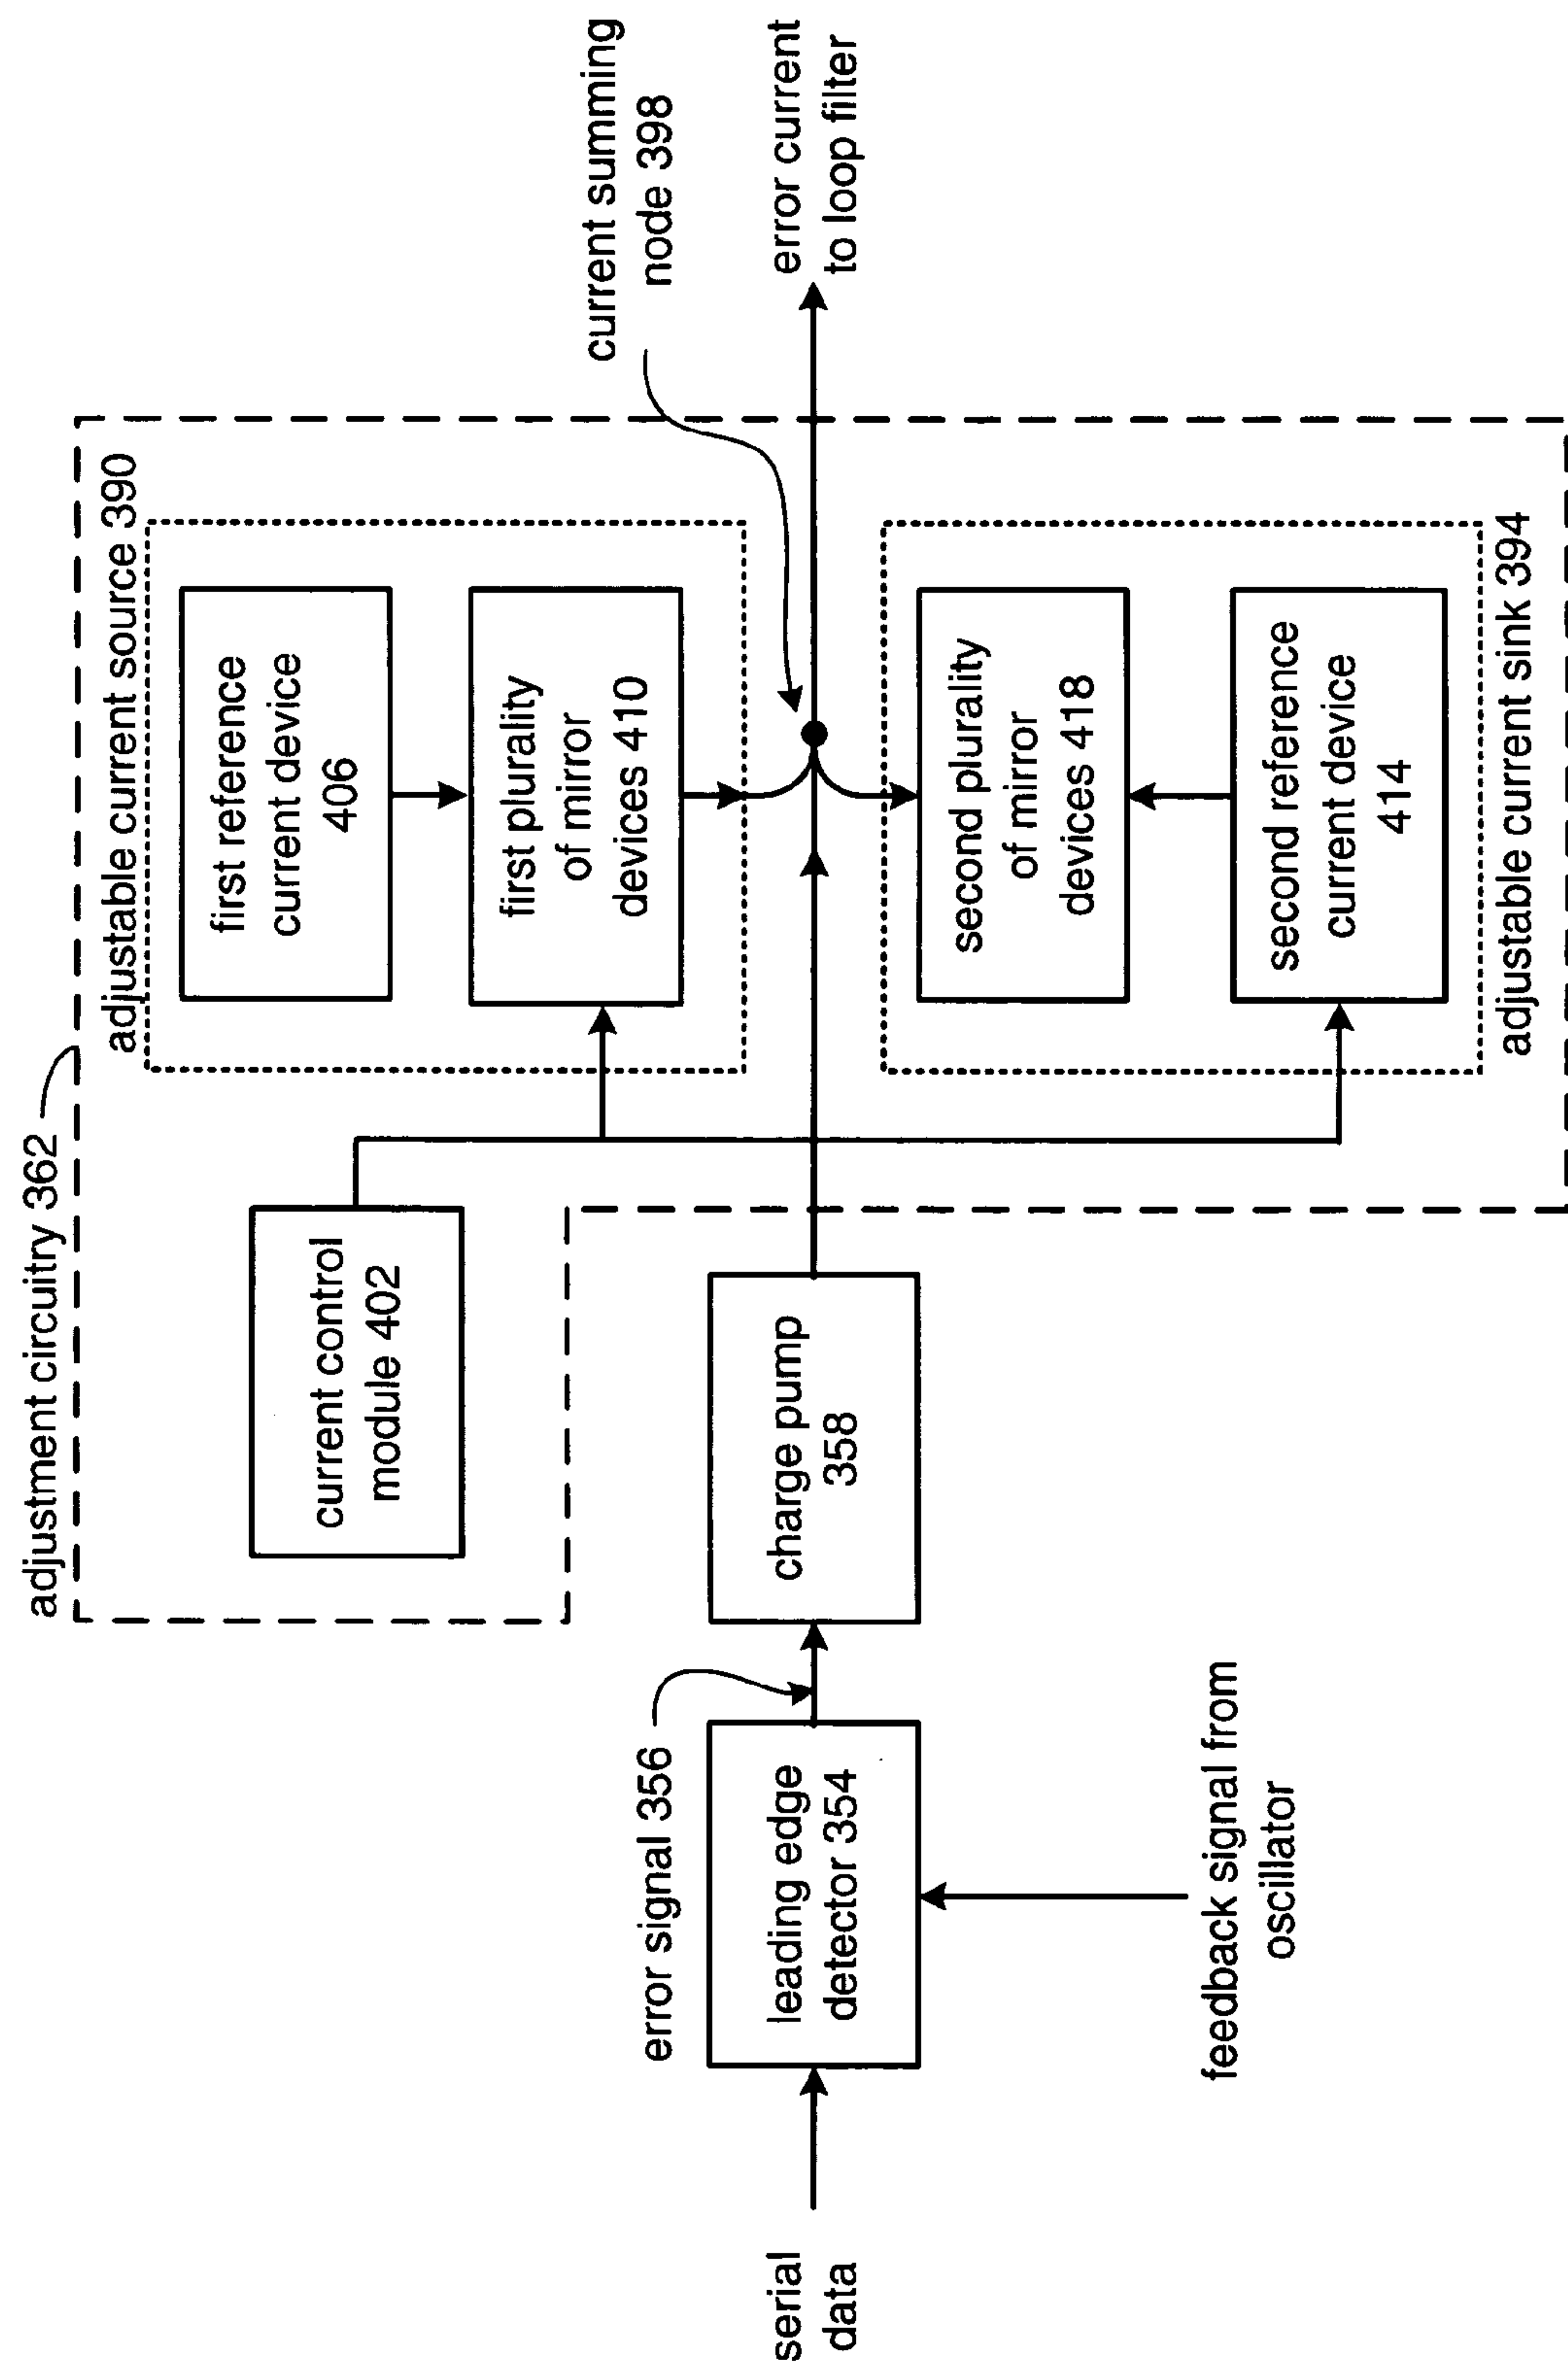 adjustment circuitry 362
adjustable current source 390
first reference
current device
406
current control
module 402
first plurality
of mirror
devices 410
current summing
node 398
error signal 356
serial
data
leading edge
detector 354
charge pump
358
error current
to loop filter
second plurality
of mirror
devices 418
feedback signal from
oscillator
second reference
current device
414
adjustable current sink 394